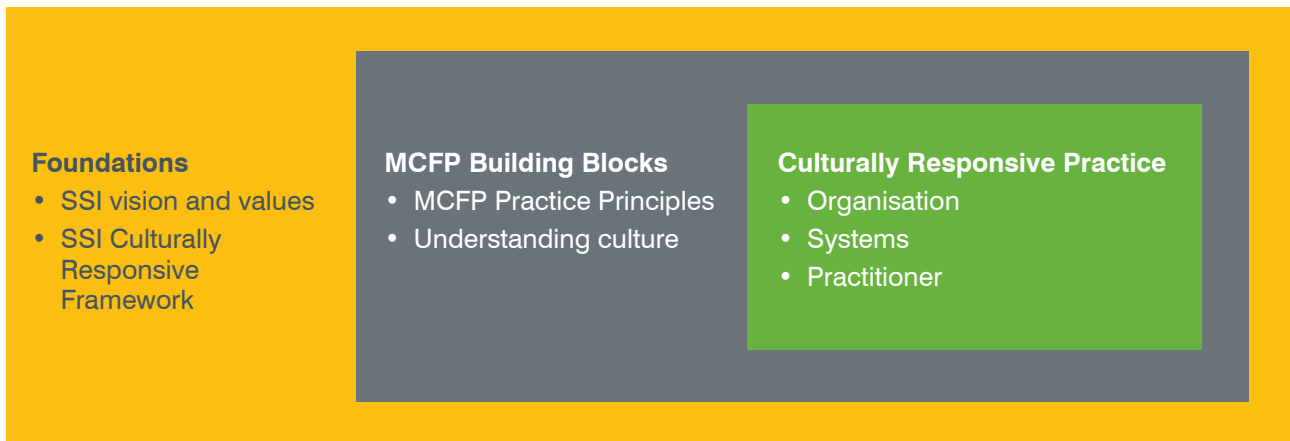 Foundations
• SSI vision and values
• SSI Culturally
Responsive
Framework
MCFP Building Blocks
• MCFP Practice Principles
• Understanding culture
Culturally Responsive Practice
• Organisation
• Systems
• Practitioner